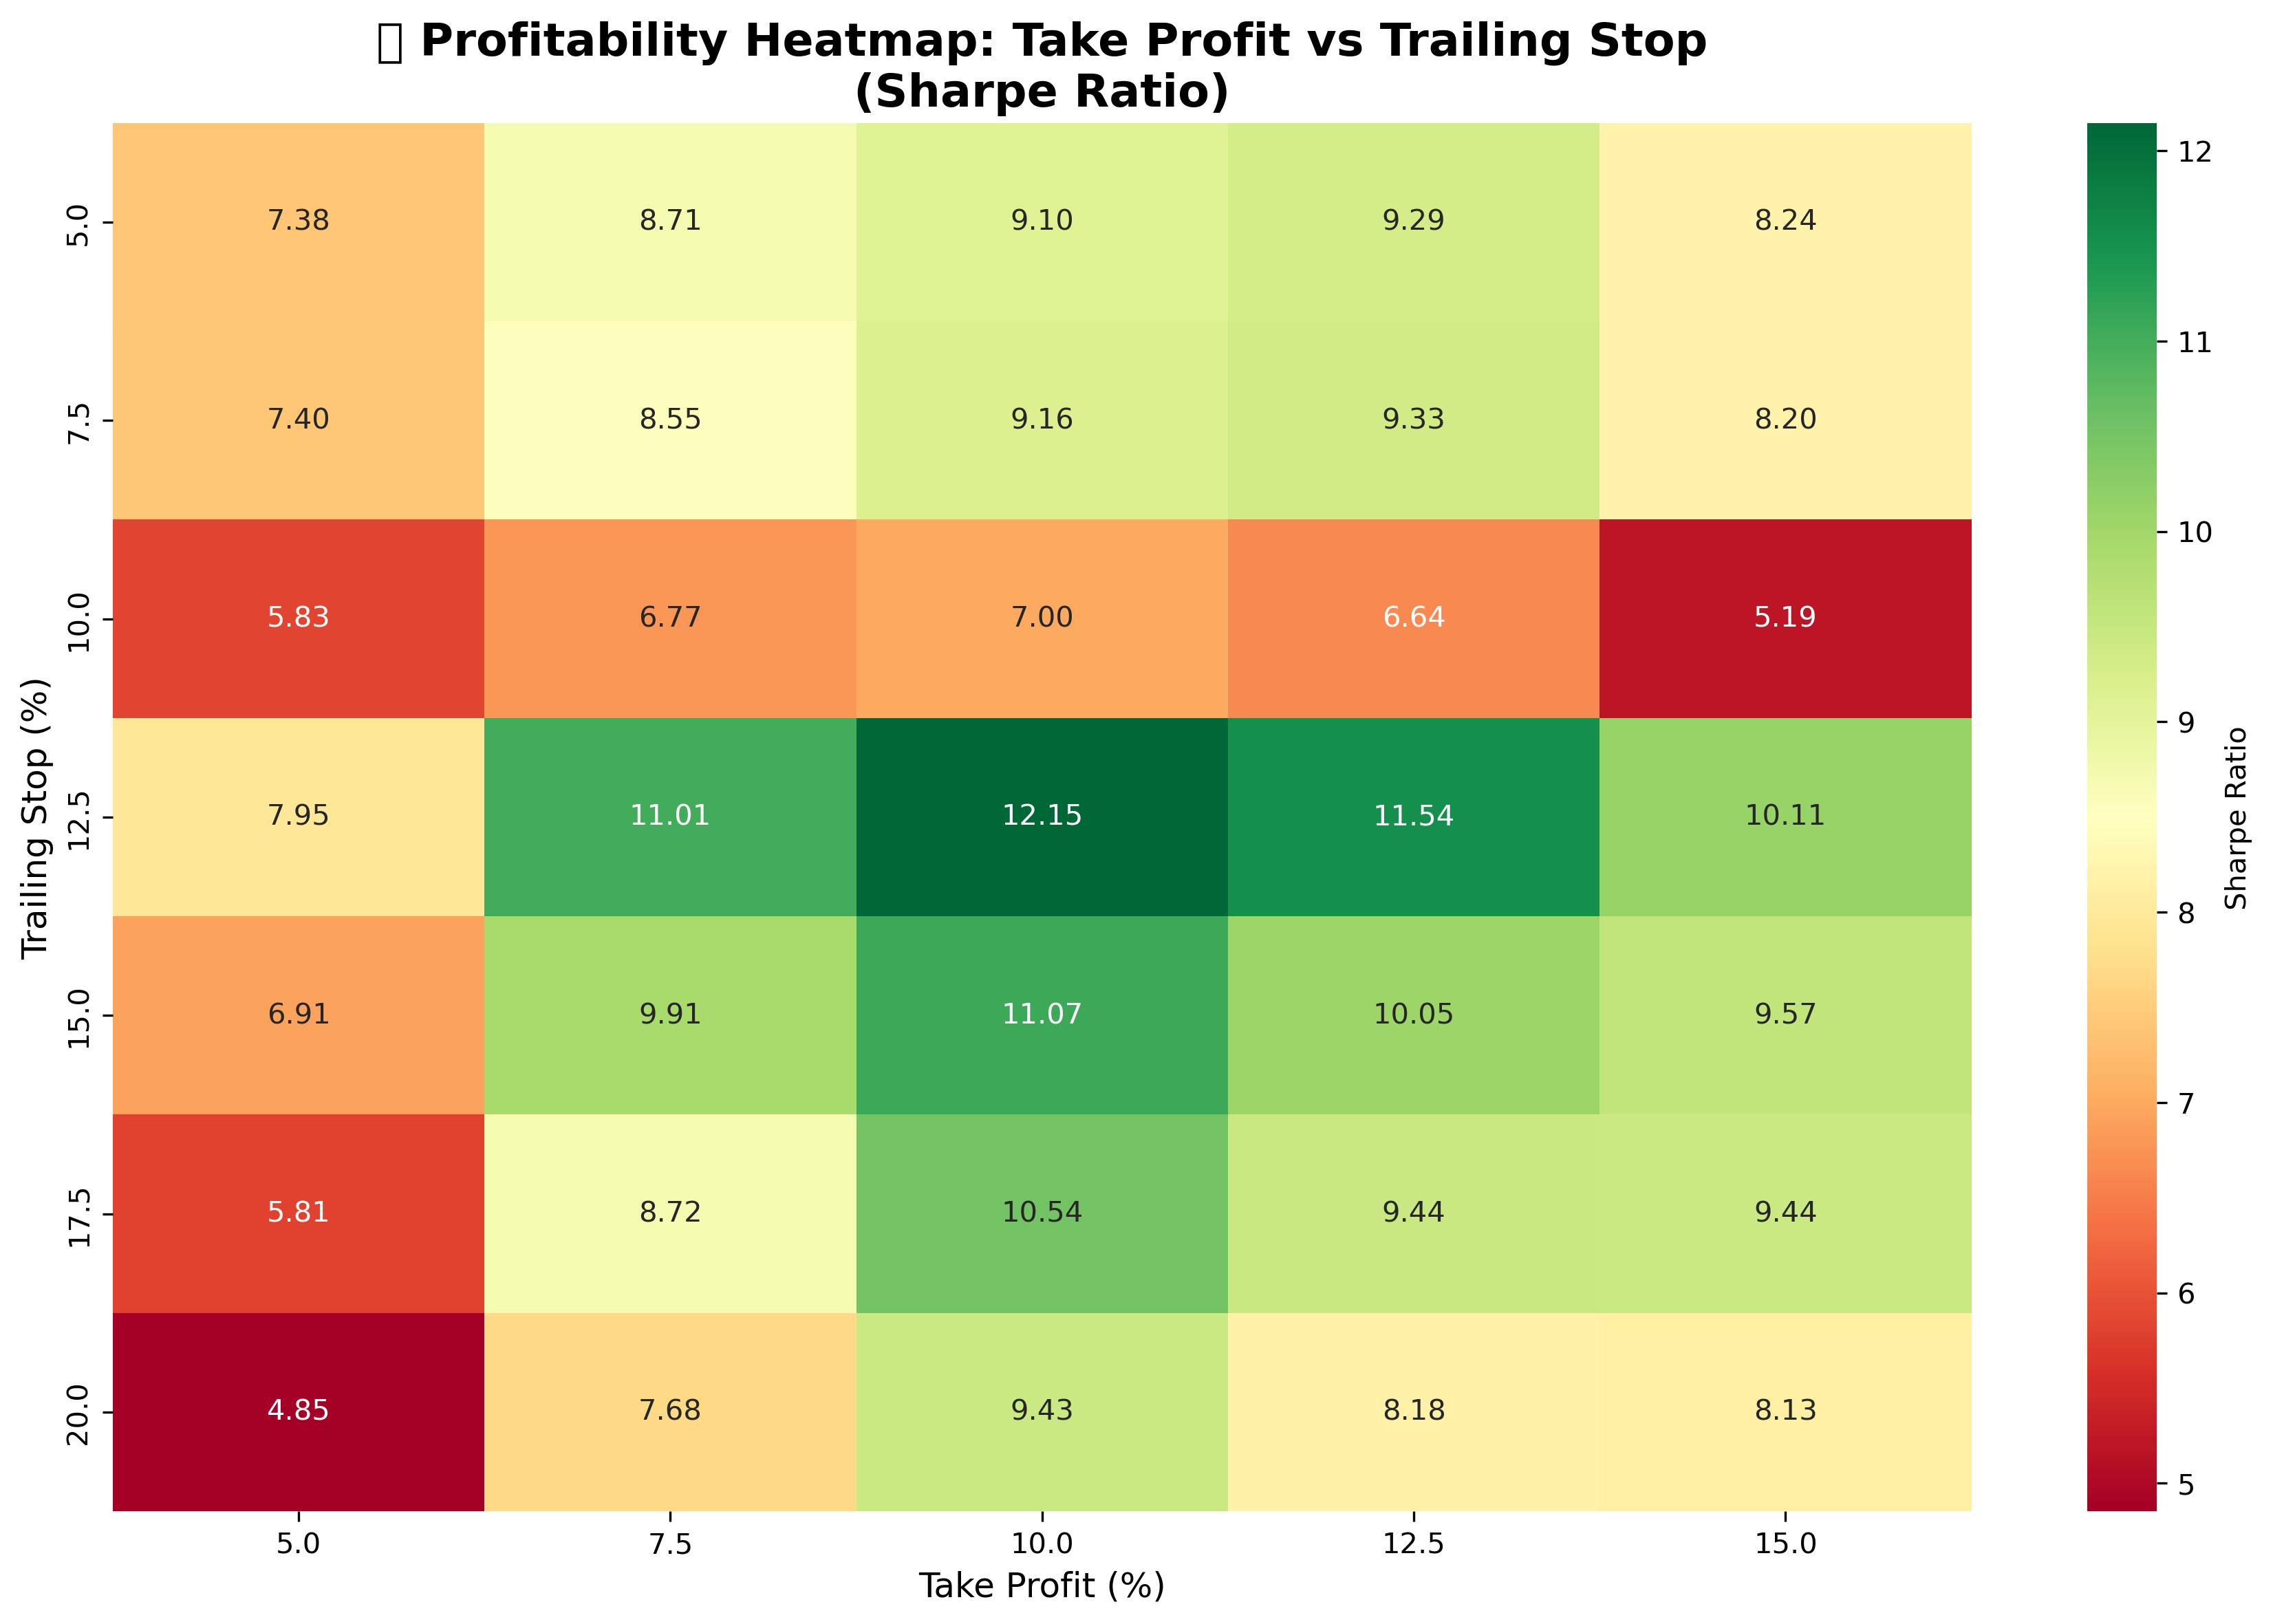 Profitability Heatmap: Take Profit vs Trailing Stop
(Sharpe Ratio)
5.0 7.38 8.71 9.10 9.29 8.24
7.5 7.40 8.55 9.16 9.33 8.20
10.0 5.83 6.77 7.00 6.64 5.19
12.5 7.95 11.01 12.15 11.54 10.11
15.0 6.91 9.91 11.07 10.05 9.57
17.5 5.81 8.72 10.54 9.44 9.44
20.0 4.85 7.68 9.43 8.18 8.13
5.0 7.5 10.0 12.5 15.0
Take Profit (%)
Trailing Stop (%)
12
11
10
9
8
7
6
5
Sharpe Ratio